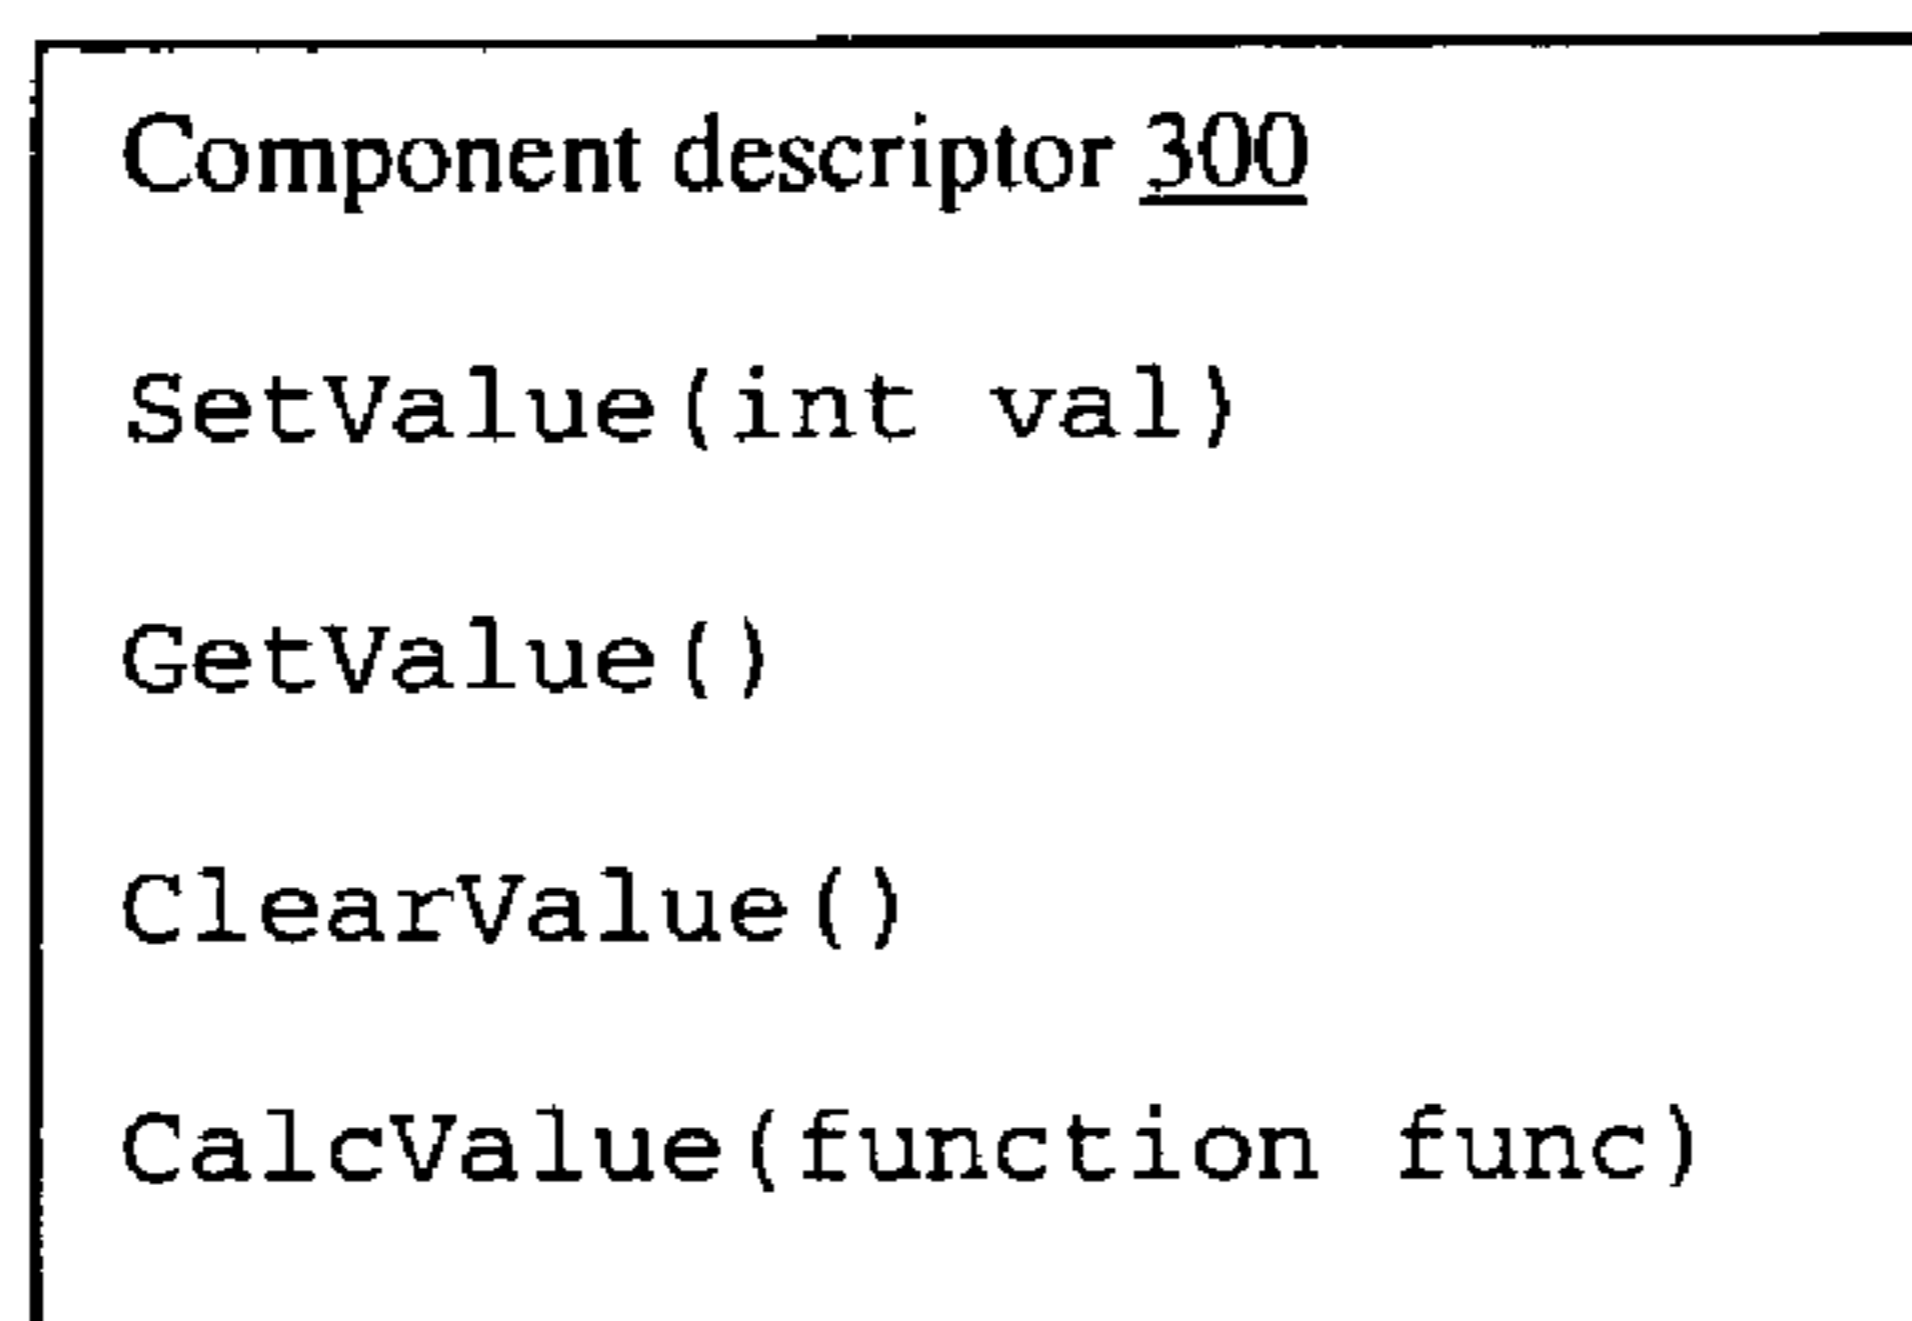 Component descriptor 300
SetValue(int val)
GetValue()
ClearValue()
CalcValue(function func)